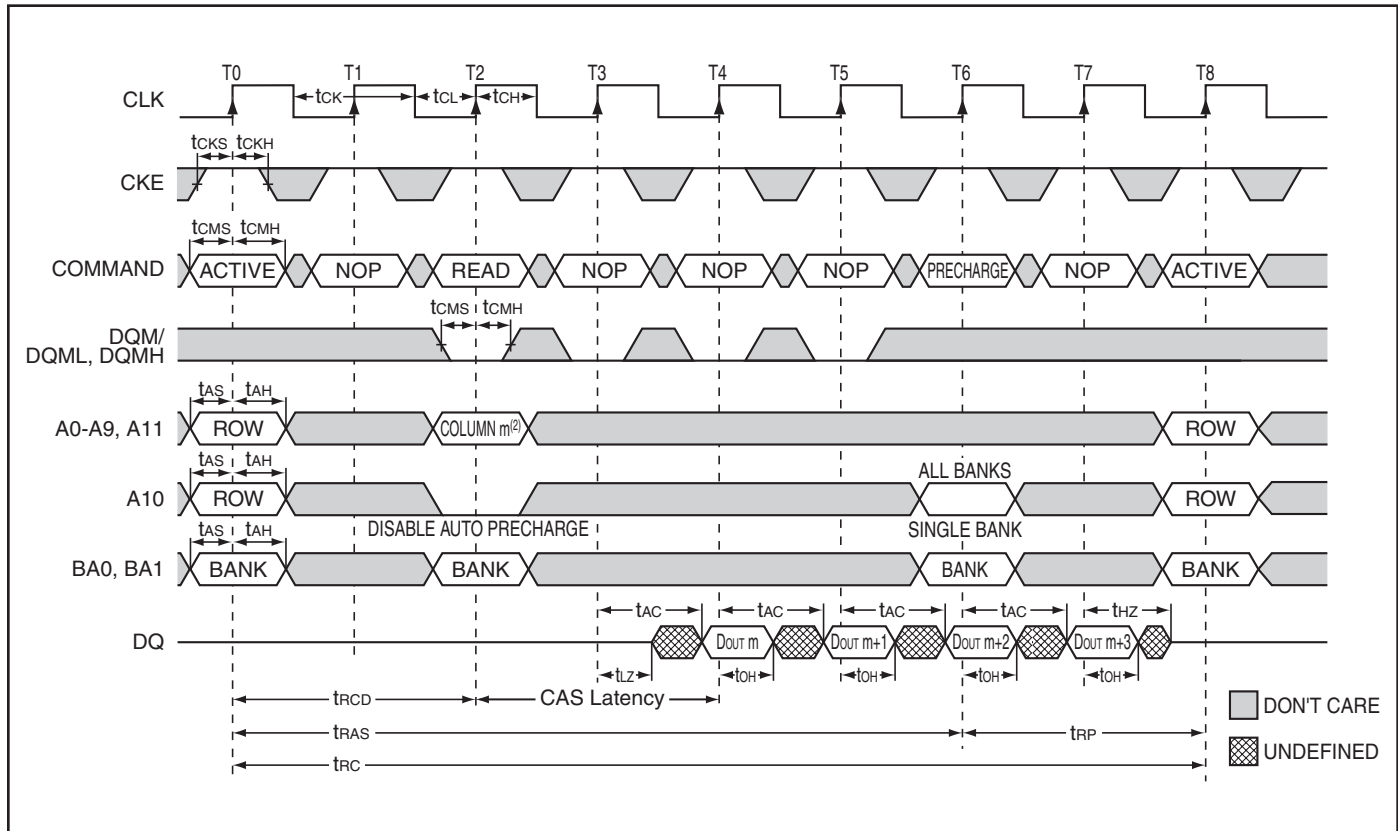 T0 T1 T2 T3 T4 T5 T6 T7 T8
CLK tCK tCL tCH
tCKS tCKH
CKE
tCMS tCMH
COMMAND ACTIVE NOP READ NOP NOP NOP PRECHARGE NOP ACTIVE
tCMS tCMH
DQM/
DQML, DQMH
tAS tAH
A0-A9, A11 ROW COLUMN m(2) ROW
tAS tAH ALL BANKS
A10 ROW ROW
DISABLE AUTO PRECHARGE SINGLE BANK
tAS tAH
BA0, BA1 BANK BANK BANK BANK
tAC tAC tAC tAC tHZ
DQ DOUT m DOUT m+1 DOUT m+2 DOUT m+3
tLZ tOH tOH tOH tOH
tRCD CAS Latency
DON'T CARE
tRAS tRP
UNDEFINED
tRC